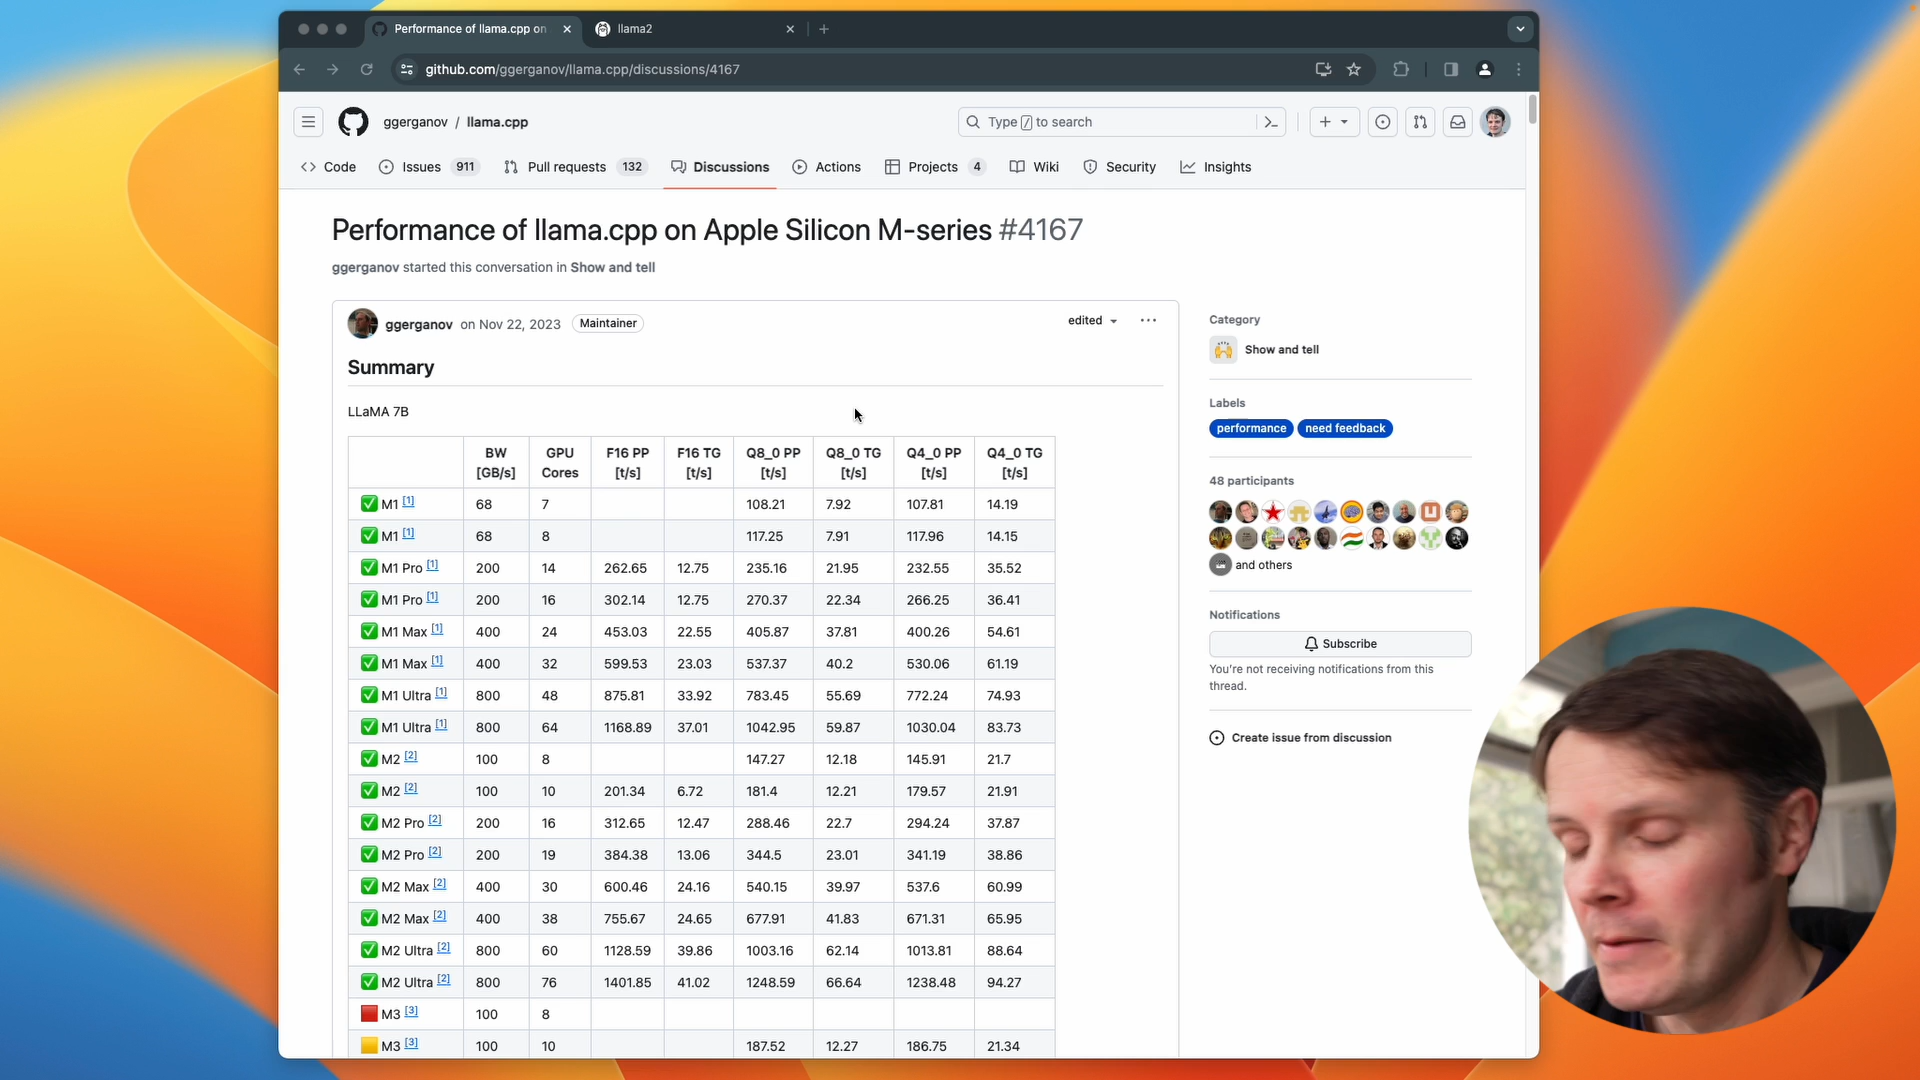 Performance of llama.cpp on
llama2
github.com/ggerganov/llama.cpp/discussions/4167
ggerganov / llama.cpp
Type / to search
Code
Issues 911
Pull requests 132
Discussions
Actions
Projects 4
Wiki
Security
Insights
Performance of llama.cpp on Apple Silicon M-series #4167
ggerganov started this conversation in Show and tell
ggerganov on Nov 22, 2023 Maintainer
edited
Summary
LLaMA 7B
BW [GB/s] GPU Cores F16 PP [t/s] F16 TG [t/s] Q8_0 PP [t/s] Q8_0 TG [t/s] Q4_0 PP [t/s] Q4_0 TG [t/s]
✅ M1 [1] 68 7 108.21 7.92 107.81 14.19
✅ M1 [1] 68 8 117.25 7.91 117.96 14.15
✅ M1 Pro [1] 200 14 262.65 12.75 235.16 21.95 232.55 35.52
✅ M1 Pro [1] 200 16 302.14 12.75 270.37 22.34 266.25 36.41
✅ M1 Max [1] 400 24 453.03 22.55 405.87 37.81 400.26 54.61
✅ M1 Max [1] 400 32 599.53 23.03 537.37 40.2 530.06 61.19
✅ M1 Ultra [1] 800 48 875.81 33.92 783.45 55.69 772.24 74.93
✅ M1 Ultra [1] 800 64 1168.89 37.01 1042.95 59.87 1030.04 83.73
✅ M2 [2] 100 8 147.27 12.18 145.91 21.7
✅ M2 [2] 100 10 201.34 6.72 181.4 12.21 179.57 21.91
✅ M2 Pro [2] 200 16 312.65 12.47 288.46 22.7 294.24 37.87
✅ M2 Pro [2] 200 19 384.38 13.06 344.5 23.01 341.19 38.86
✅ M2 Max [2] 400 30 600.46 24.16 540.15 39.97 537.6 60.99
✅ M2 Max [2] 400 38 755.67 24.65 677.91 41.83 671.31 65.95
✅ M2 Ultra [2] 800 60 1128.59 39.86 1003.16 62.14 1013.81 88.64
✅ M2 Ultra [2] 800 76 1401.85 41.02 1248.59 66.64 1238.48 94.27
🟥 M3 [3] 100 8
🟨 M3 [3] 100 10 187.52 12.27 186.75 21.34
Category
Show and tell
Labels
performance need feedback
48 participants
and others
Notifications
Subscribe
You're not receiving notifications from this
thread.
Create issue from discussion